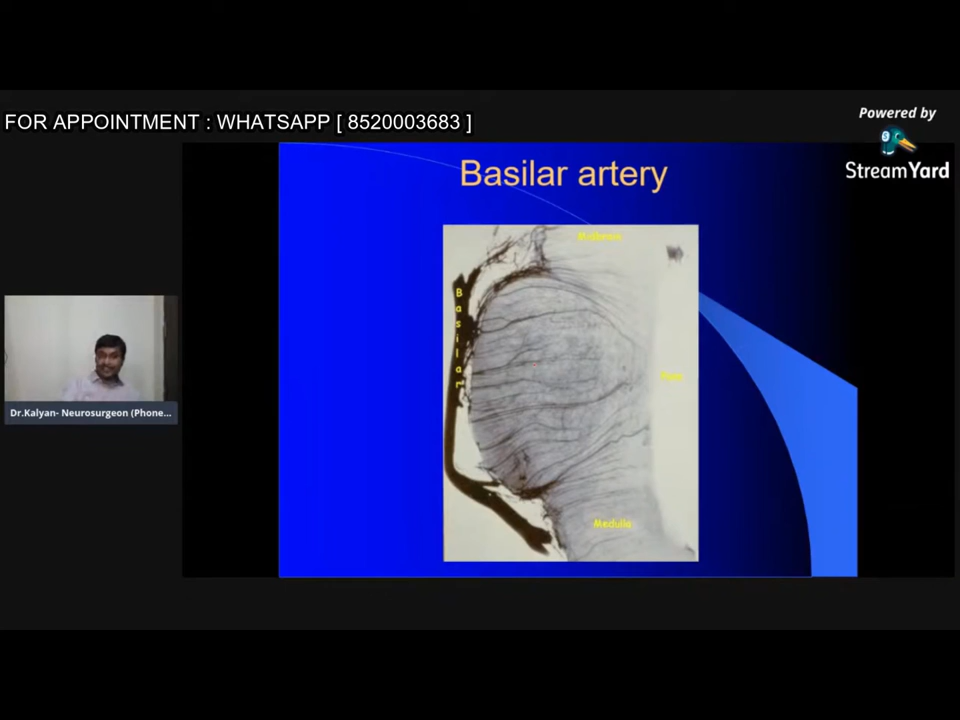 FOR APPOINTMENT : WHATSAPP [ 8520003683 ]
Powered by
StreamYard
Basilar artery
Midbrain
Basilar
Pons
Medulla
Dr.Kalyan- Neurosurgeon (Phone...